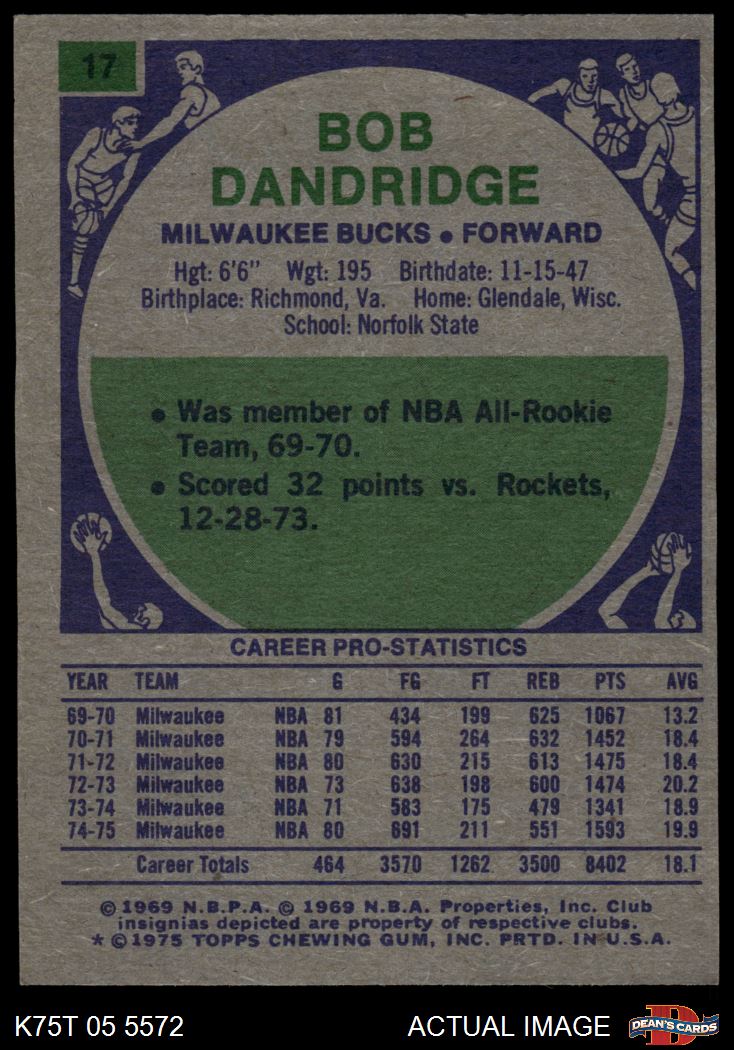 17
BOB
DANDRIDGE
MILWAUKEE BUCKS • FORWARD
Hgt: 6'6" Wgt: 195 Birthdate: 11-15-47
Birthplace: Richmond, Va. Home: Glendale, Wisc.
School: Norfolk State
• Was member of NBA All-Rookie
Team, 69-70.
• Scored 32 points vs. Rockets,
12-28-73.
CAREER PRO-STATISTICS
YEAR TEAM G FG FT REB PTS AVG
69-70 Milwaukee NBA 81 434 199 625 1067 13.2
70-71 Milwaukee NBA 79 594 264 632 1452 18.4
71-72 Milwaukee NBA 80 630 215 613 1475 18.4
72-73 Milwaukee NBA 73 638 198 600 1474 20.2
73-74 Milwaukee NBA 71 583 175 479 1341 18.9
74-75 Milwaukee NBA 80 691 211 551 1593 19.9
Career Totals 464 3570 1262 3500 8402 18.1
© 1969 N.B.P.A. © 1969 N.B.A. Properties, Inc. Club
insignias depicted are property of respective clubs.
* © 1975 TOPPS CHEWING GUM, INC. PRTD. IN U.S.A.
K75T 05 5572 ACTUAL IMAGE
D
DEAN'S CARDS